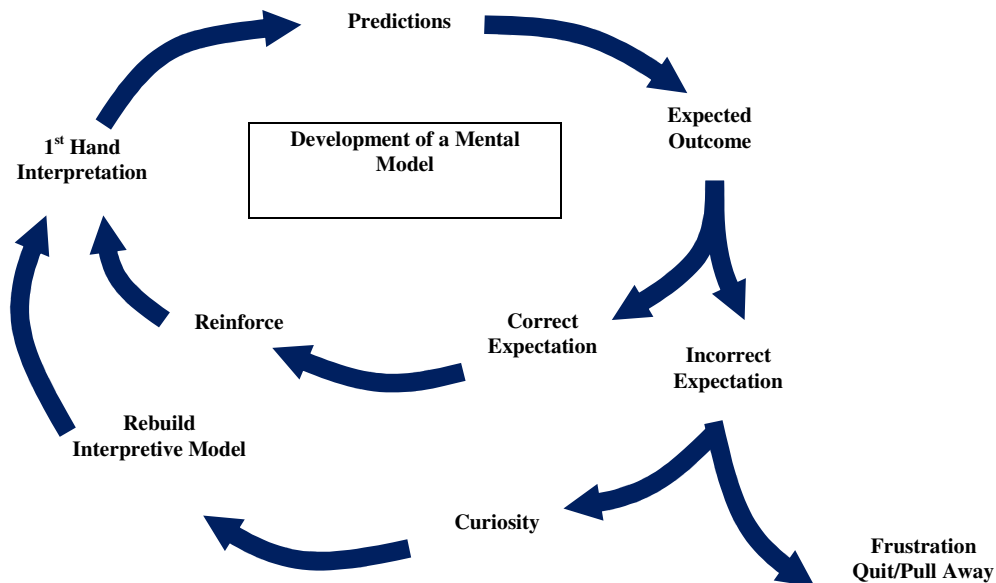 Predictions
Expected
Outcome
1st Hand
Interpretation
Development of a Mental
Model
Reinforce
Correct
Expectation
Incorrect
Expectation
Rebuild
Interpretive Model
Curiosity
Frustration
Quit/Pull Away